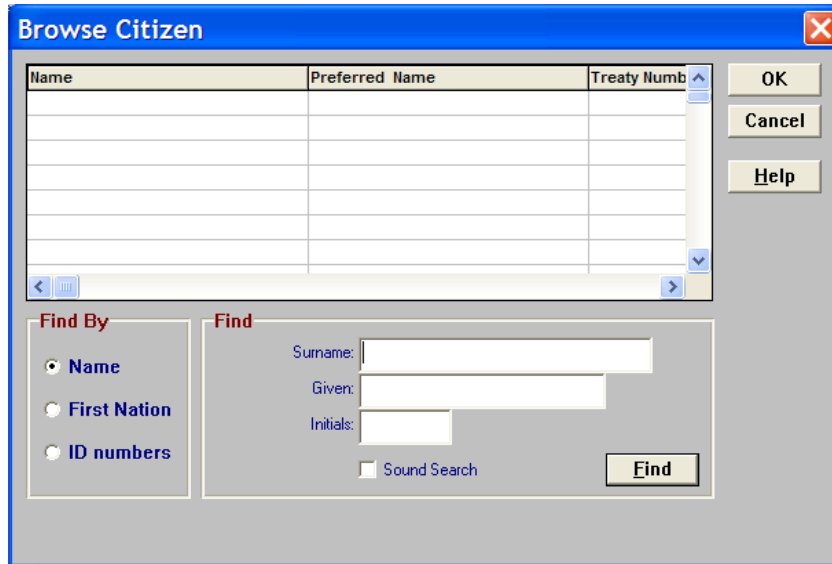 Browse Citizen
Name Preferred Name Treaty Numb
OK
Cancel
Help
Find By
Name
First Nation
ID numbers
Find
Surname:
Given:
Initials:
Sound Search
Find